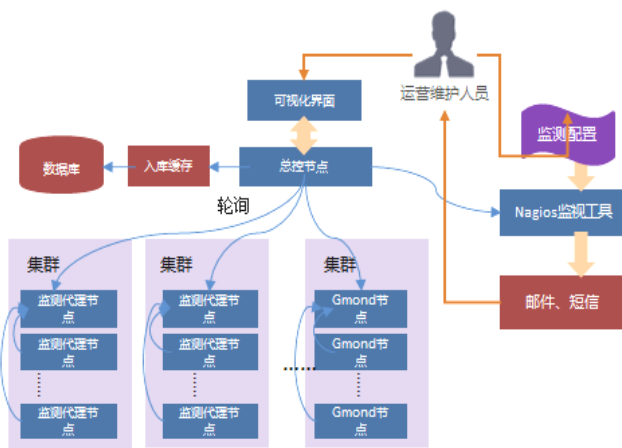 运营维护人员
可视化界面
监测配置
数据库
入库缓存
总控节点
轮询
Nagios监视工具
邮件、短信
集群
集群
集群
监测代理节
点
监测代理节
点
Gmond节
点
监测代理节
点
监测代理节
点
Gmond节
点
......
......
......
......
监测代理节
点
监测代理节
点
Gmond节
点